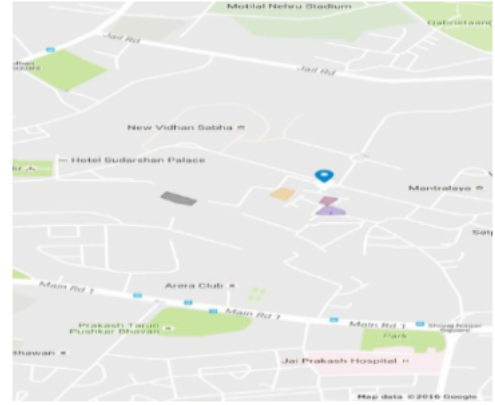 Motilal Nehru Stadium
Jail Rd
Jail Rd
New Vidhan Sabha
Hotel Sudarshan Palace
Mantralaya
Arera Club
Main Rd 1
Main Rd 1
Main Rd 1
Prakash Tarun
Pushkar Bhavan
Park
Jai Prakash Hospital
Map data ©2016 Google